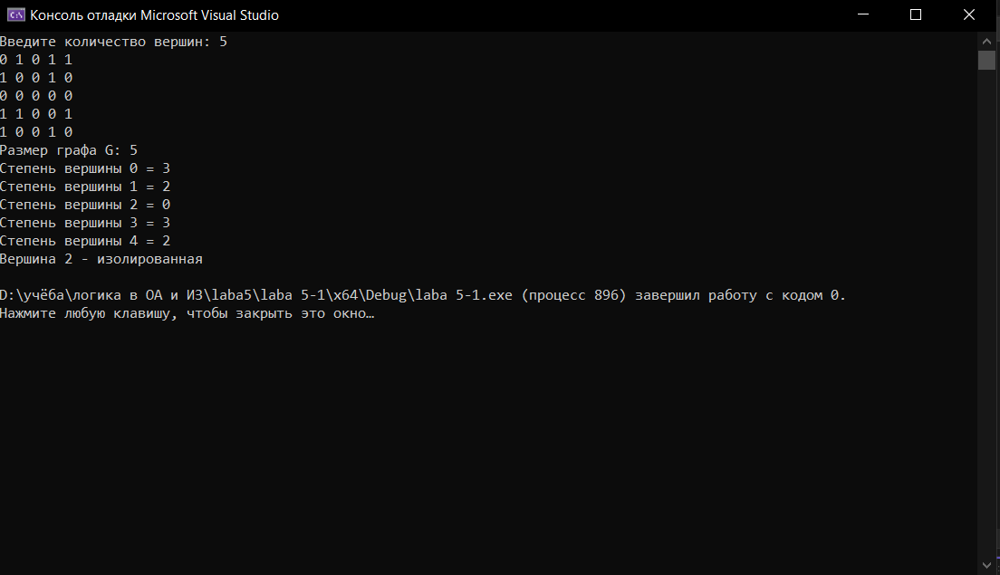 Консоль отладки Microsoft Visual Studio
Введите количество вершин: 5
0 1 0 1 1
1 0 0 1 0
0 0 0 0 0
1 1 0 0 1
1 0 0 1 0
Размер графа G: 5
Степень вершины 0 = 3
Степень вершины 1 = 2
Степень вершины 2 = 0
Степень вершины 3 = 3
Степень вершины 4 = 2
Вершина 2 - изолированная
D:\учёба\логика в ОА и ИЗ\laba5\laba 5-1\x64\Debug\laba 5-1.exe (процесс 896) завершил работу с кодом 0.
Нажмите любую клавишу, чтобы закрыть это окно…